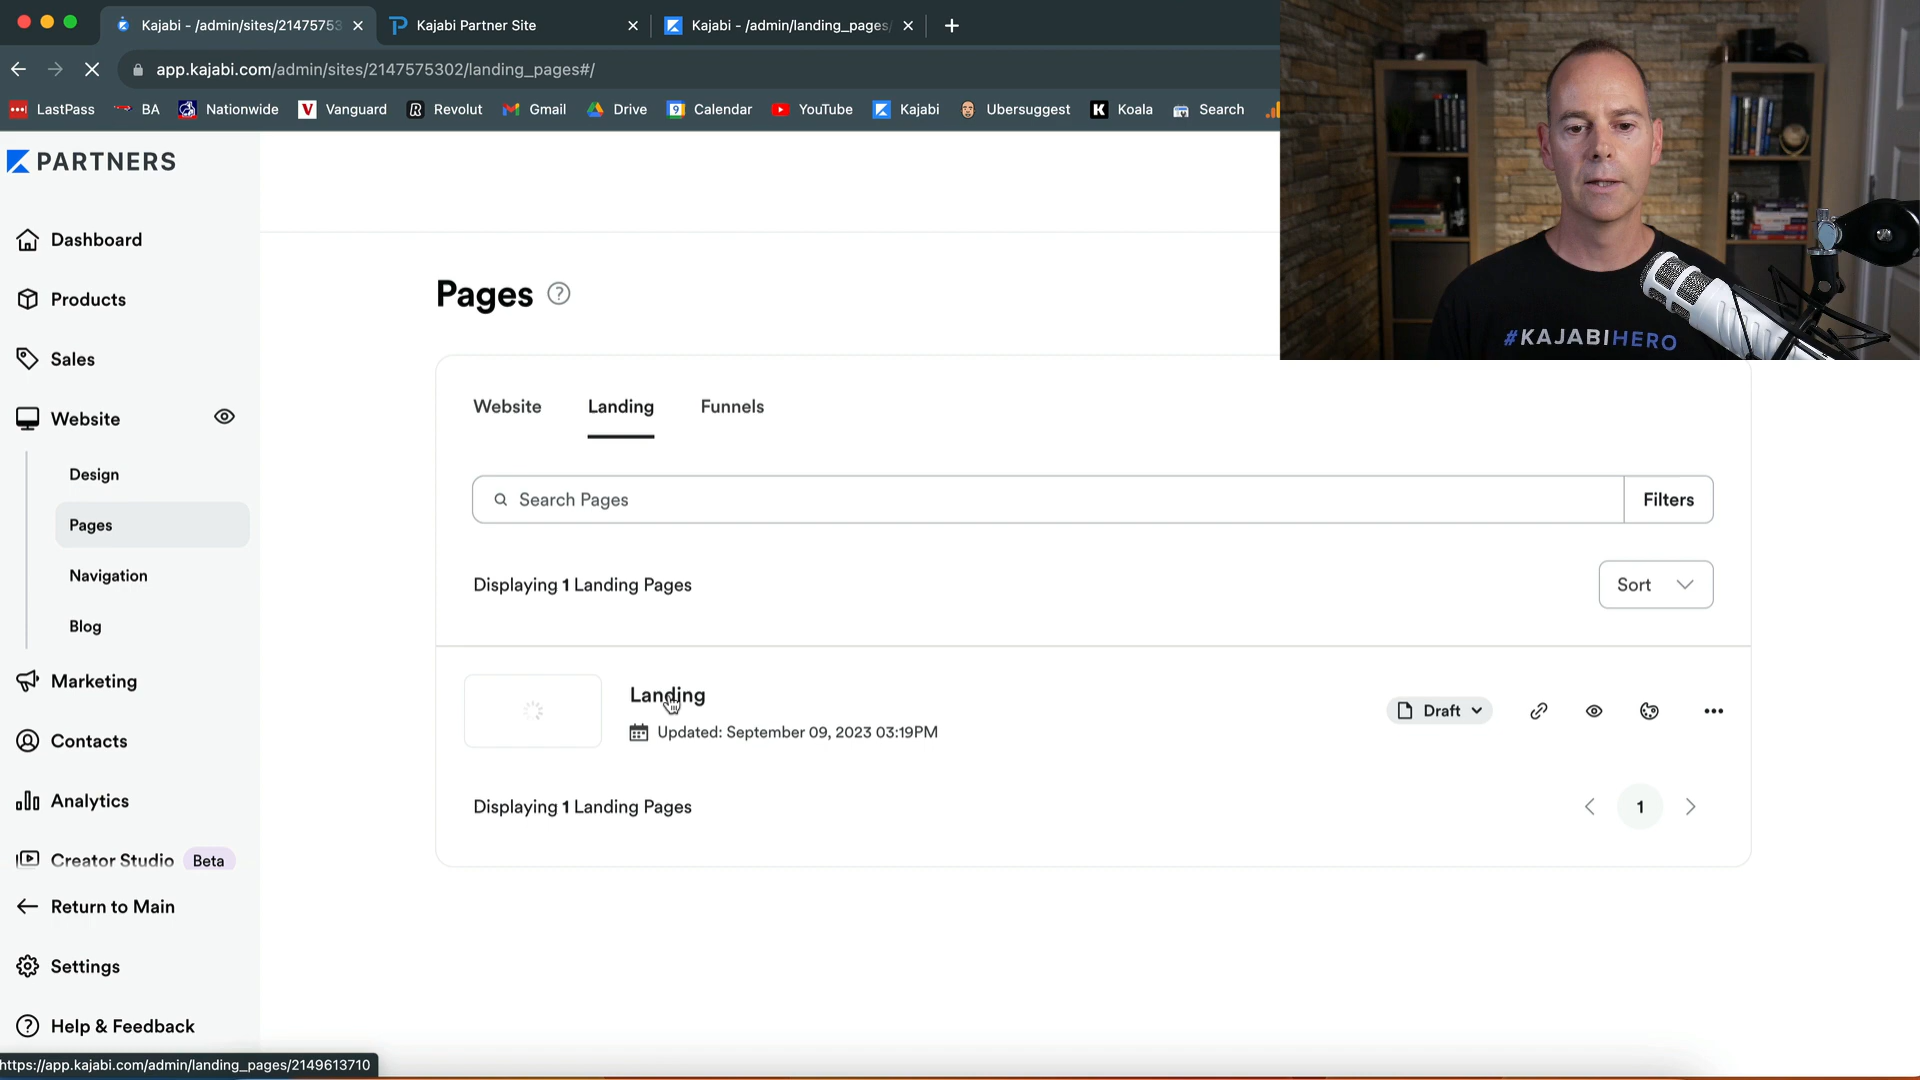 Kajabi - /admin/sites/21475753
Kajabi Partner Site
Kajabi - /admin/landing_pages/
app.kajabi.com/admin/sites/2147575302/landing_pages#/
LastPass
BA
Nationwide
Vanguard
Revolut
Gmail
Drive
Calendar
YouTube
Kajabi
Ubersuggest
Koala
Search
PARTNERS
Dashboard
Products
Sales
Website
Design
Pages
Navigation
Blog
Marketing
Contacts
Analytics
Creator Studio Beta
Return to Main
Settings
Help & Feedback
https://app.kajabi.com/admin/landing_pages/2149613710
Pages
Website Landing Funnels
Search Pages
Filters
Displaying 1 Landing Pages
Sort
Landing
Updated: September 09, 2023 03:19PM
Draft
Displaying 1 Landing Pages
1
#KAJABIHERO